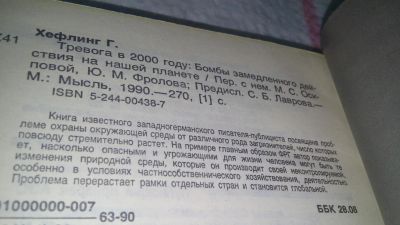 Хефлинг Г.
Z41 Тревога в 2000 году: Бомбы замедленного дей-
ствия на нашей планете / Пер. с нем. М. С. Оси-
повой, Ю. М. Фролова; Предисл. С. Б. Лаврова.—
М.: Мысль, 1990.—270, [1] с.
ISBN 5-244-00438-7
Книга известного западногерманского писателя-публициста посвящена проб-
леме охраны окружающей среды от различного рода загрязнителей, число которых
повсюду стремительно растет. На примере главным образом ФРГ автор показыва-
ет, насколько опасными и угрожающими для жизни человека могут быть
изменения природной среды, которые он производит своей неконтролируемой,
особенно в условиях частнособственнического хозяйствования, деятельностью
Проблема перерастает рамки отдельных стран и становится глобальной.
01000000-007
63-90
ББК 28.08